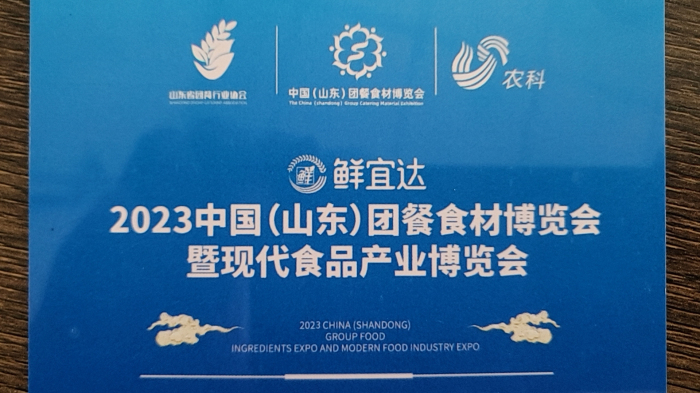 山东省团餐行业协会
中国(山东)团餐食材博览会
The China (shandong) Group Catering Material Exhibition
农科
鲜 鲜宜达
2023中国(山东)团餐食材博览会
暨现代食品产业博览会
2023 CHINA (SHANDONG)
GROUP FOOD
INGREDIENTS EXPO AND MODERN FOOD INDUSTRY EXPO